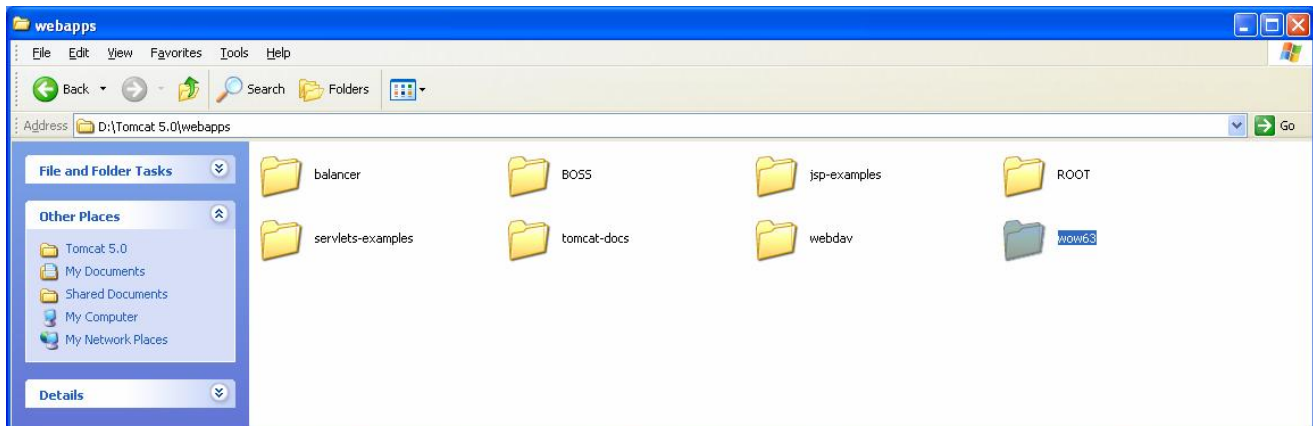 webapps
File Edit View Favorites Tools Help
Back Search Folders
Address D:\Tomcat 5.0\webapps Go
File and Folder Tasks
Other Places
Tomcat 5.0
My Documents
Shared Documents
My Computer
My Network Places
Details
balancer BOSS jsp-examples ROOT
servlets-examples tomcat-docs webdav wow63